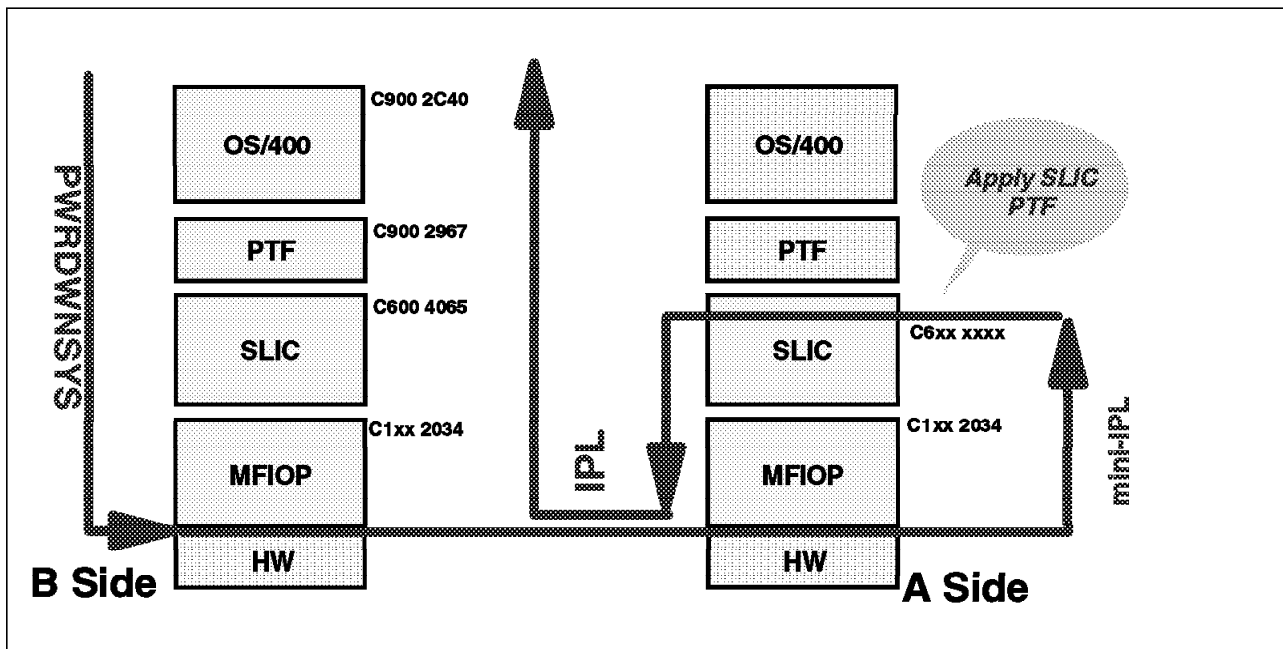 PWRDWNSYS
OS/400
C900 2C40
PTF
C900 2967
SLIC
C600 4065
MFIOP
C1xx 2034
HW
B Side
IPL
OS/400
PTF
SLIC
C6xx xxxx
MFIOP
C1xx 2034
HW
A Side
Apply SLIC
PTF
mini-IPL